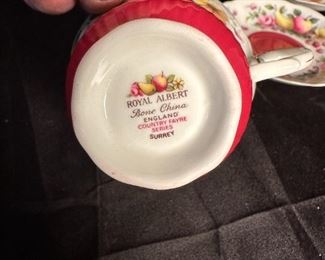 ROYAL ALBERT
Bone China
ENGLAND
COUNTRY FAYRE
SERIES
SURREY